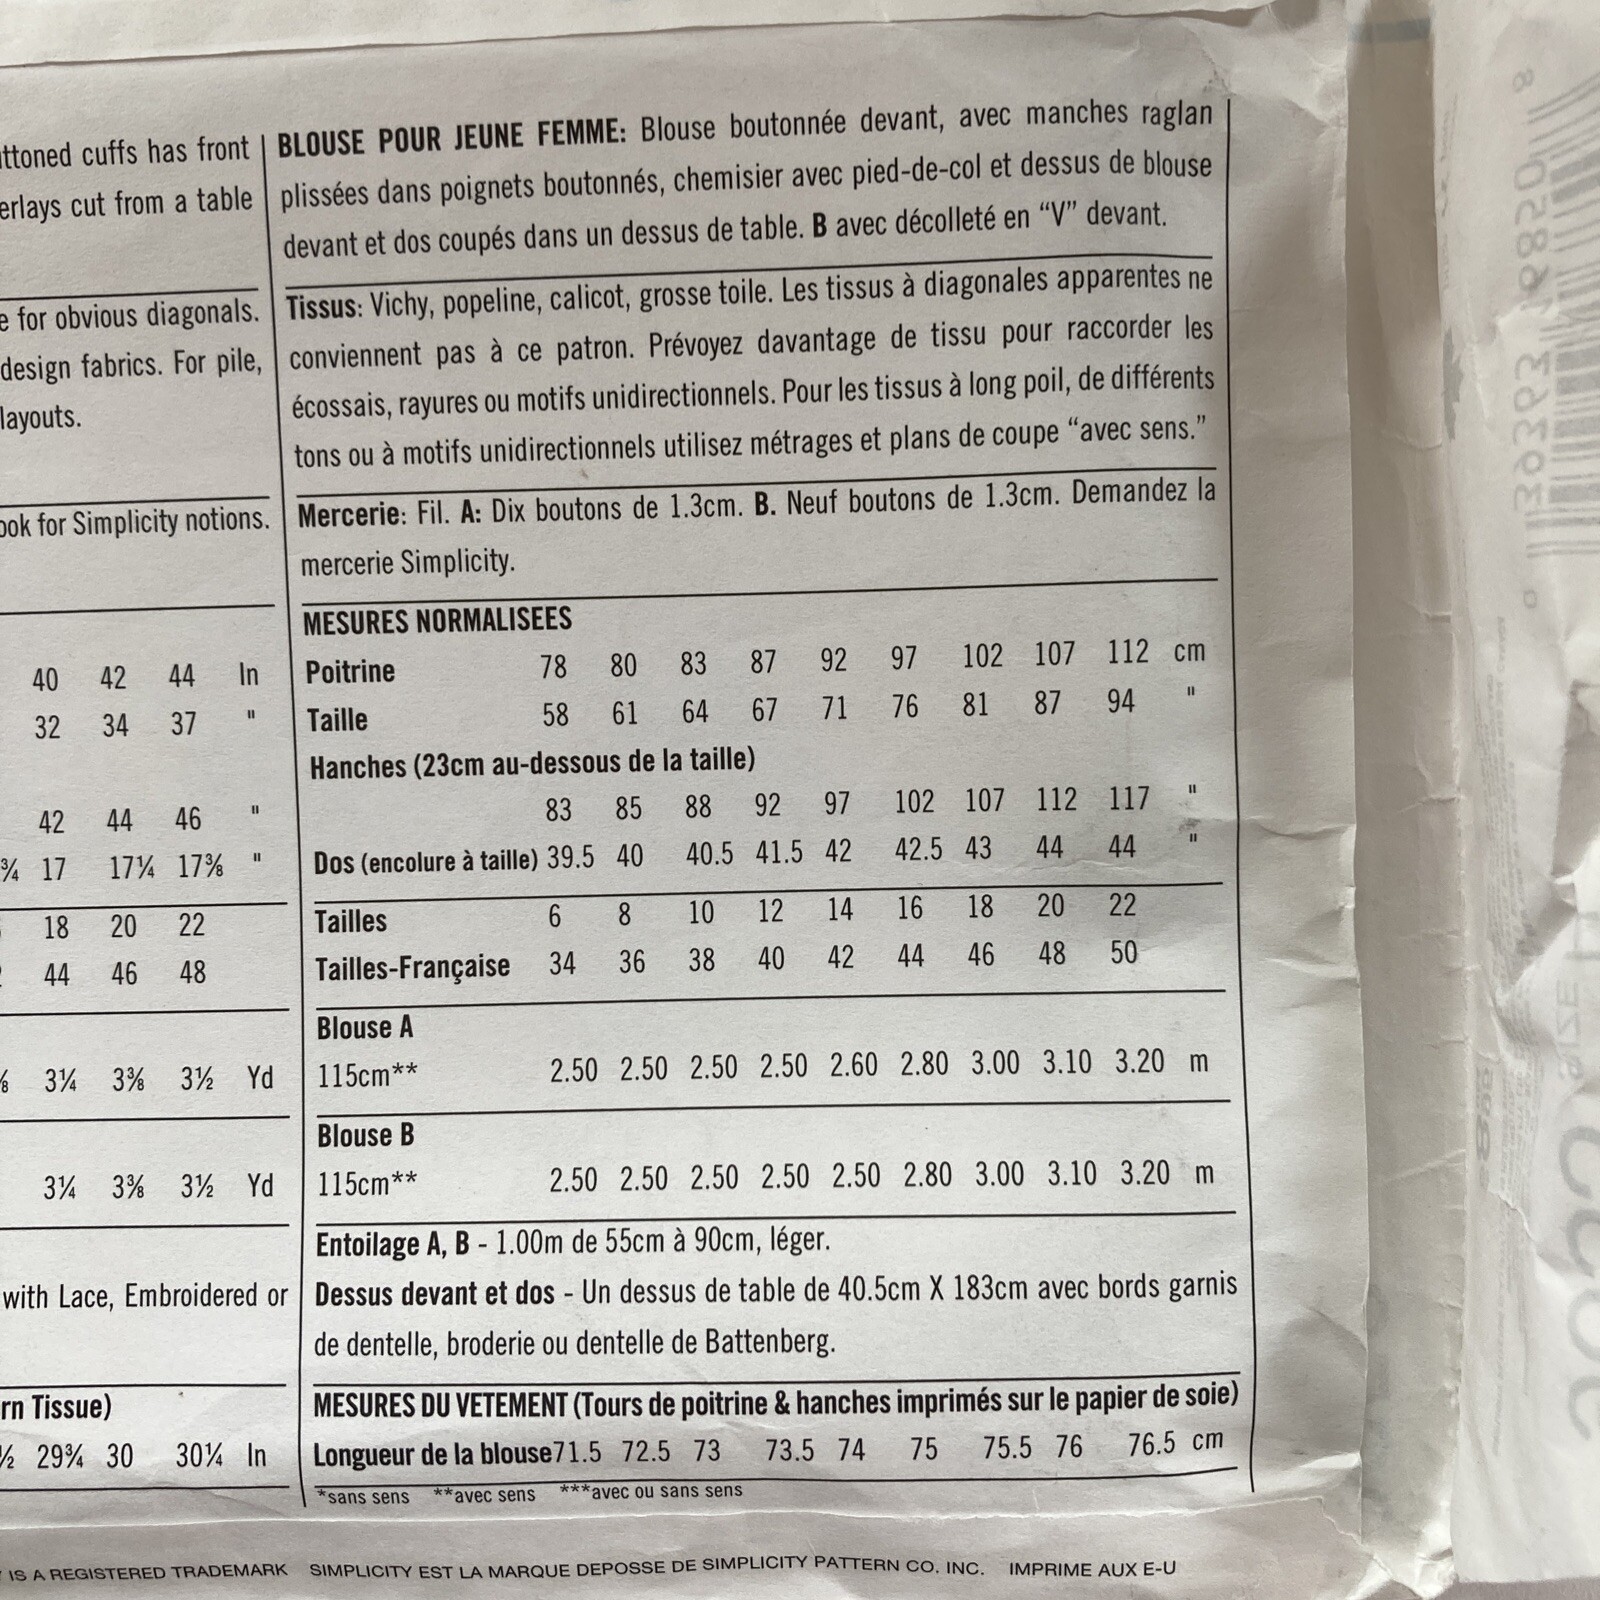 ttoned cuffs has front
erlays cut from a table
e for obvious diagonals.
design fabrics. For pile,
layouts.
ook for Simplicity notions.
40 42 44 In
32 34 37 "
42 44 46 "
¾ 17 17¼ 17⅜ "
18 20 22
44 46 48
3¼ 3⅜ 3½ Yd
3¼ 3⅜ 3½ Yd
with Lace, Embroidered or
rn Tissue)
½ 29¾ 30 30¼ In
BLOUSE POUR JEUNE FEMME: Blouse boutonnée devant, avec manches raglan
plissées dans poignets boutonnés, chemisier avec pied-de-col et dessus de blouse
devant et dos coupés dans un dessus de table. B avec décolleté en “V” devant.
Tissus: Vichy, popeline, calicot, grosse toile. Les tissus à diagonales apparentes ne
conviennent pas à ce patron. Prévoyez davantage de tissu pour raccorder les
écossais, rayures ou motifs unidirectionnels. Pour les tissus à long poil, de différents
tons ou à motifs unidirectionnels utilisez métrages et plans de coupe “avec sens.”
Mercerie: Fil. A: Dix boutons de 1.3cm. B. Neuf boutons de 1.3cm. Demandez la
mercerie Simplicity.
MESURES NORMALISEES
Poitrine 78 80 83 87 92 97 102 107 112 cm
Taille 58 61 64 67 71 76 81 87 94 "
Hanches (23cm au-dessous de la taille)
83 85 88 92 97 102 107 112 117 "
Dos (encolure à taille) 39.5 40 40.5 41.5 42 42.5 43 44 44 "
Tailles 6 8 10 12 14 16 18 20 22
Tailles-Française 34 36 38 40 42 44 46 48 50
Blouse A
115cm** 2.50 2.50 2.50 2.50 2.60 2.80 3.00 3.10 3.20 m
Blouse B
115cm** 2.50 2.50 2.50 2.50 2.50 2.80 3.00 3.10 3.20 m
Entoilage A, B - 1.00m de 55cm à 90cm, léger.
Dessus devant et dos - Un dessus de table de 40.5cm X 183cm avec bords garnis
de dentelle, broderie ou dentelle de Battenberg.
MESURES DU VETEMENT (Tours de poitrine & hanches imprimés sur le papier de soie)
Longueur de la blouse 71.5 72.5 73 73.5 74 75 75.5 76 76.5 cm
*sans sens **avec sens ***avec ou sans sens
IS A REGISTERED TRADEMARK SIMPLICITY EST LA MARQUE DEPOSSE DE SIMPLICITY PATTERN CO. INC. IMPRIME AUX E-U